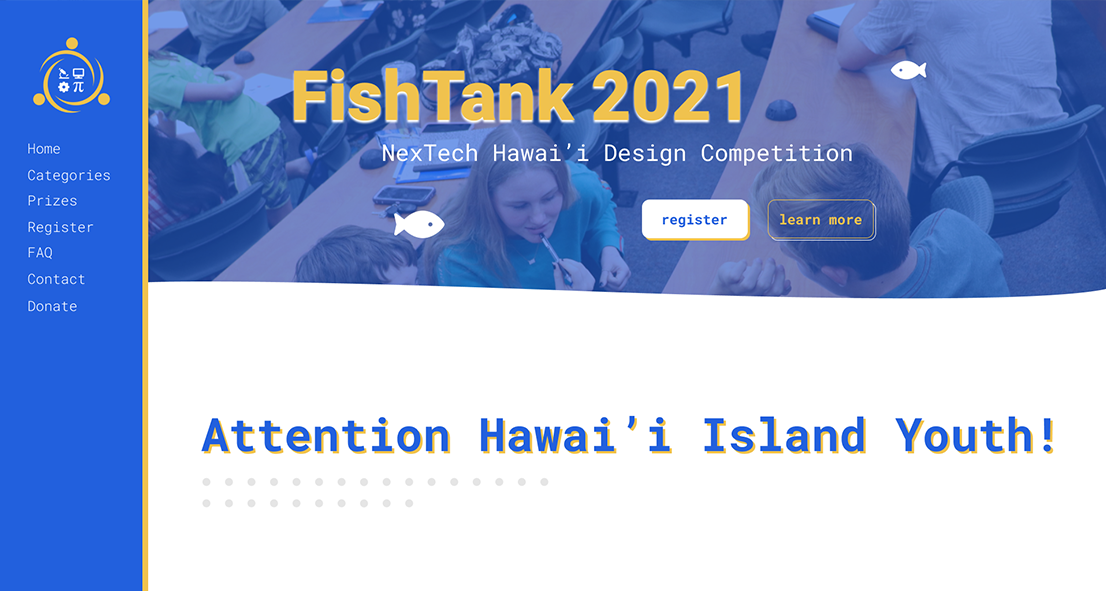 π
Home
Categories
Prizes
Register
FAQ
Contact
Donate
FishTank 2021
NexTech Hawai’i Design Competition
register
learn more
Attention Hawai’i Island Youth!